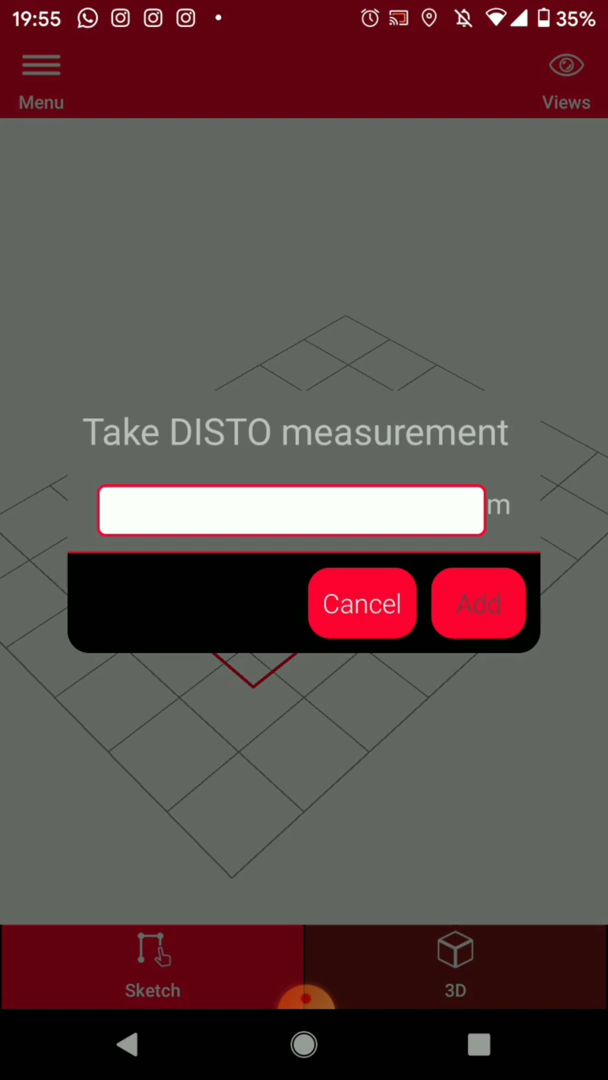 19:55
35%
Menu
Views
Take DISTO measurement
m
Cancel
Add
Sketch
3D